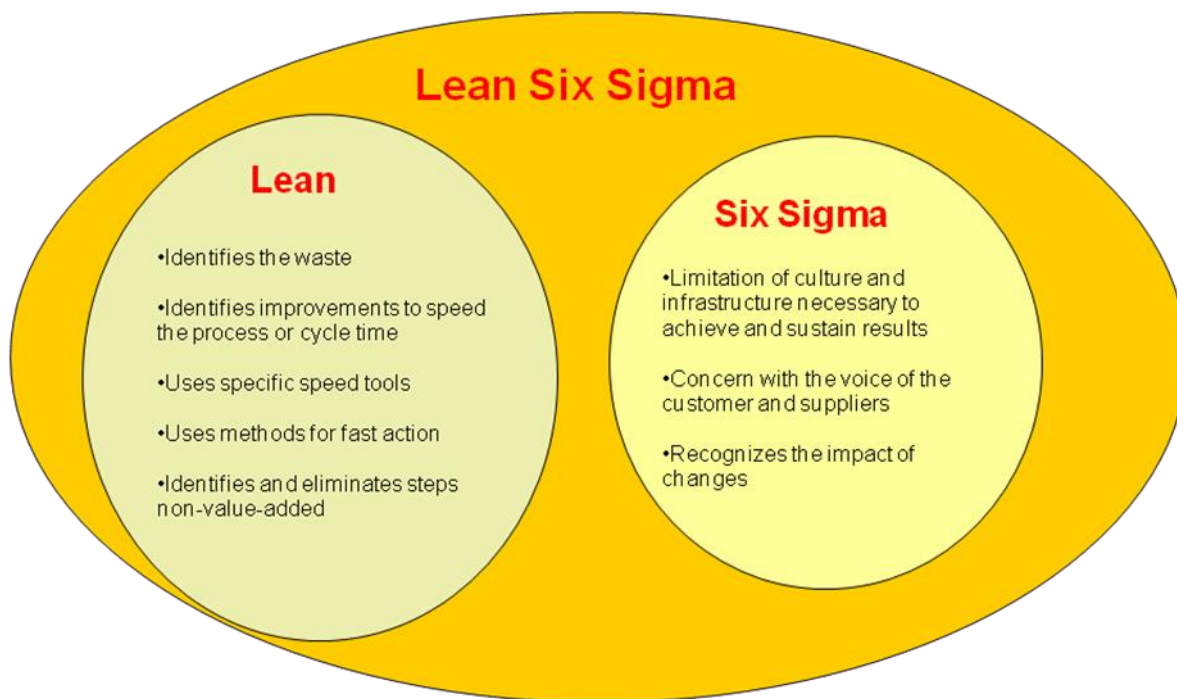 Lean Six Sigma
Lean
•Identifies the waste
•Identifies improvements to speed
the process or cycle time
•Uses specific speed tools
•Uses methods for fast action
•Identifies and eliminates steps
non-value-added
Six Sigma
•Limitation of culture and
infrastructure necessary to
achieve and sustain results
•Concern with the voice of the
customer and suppliers
•Recognizes the impact of
changes